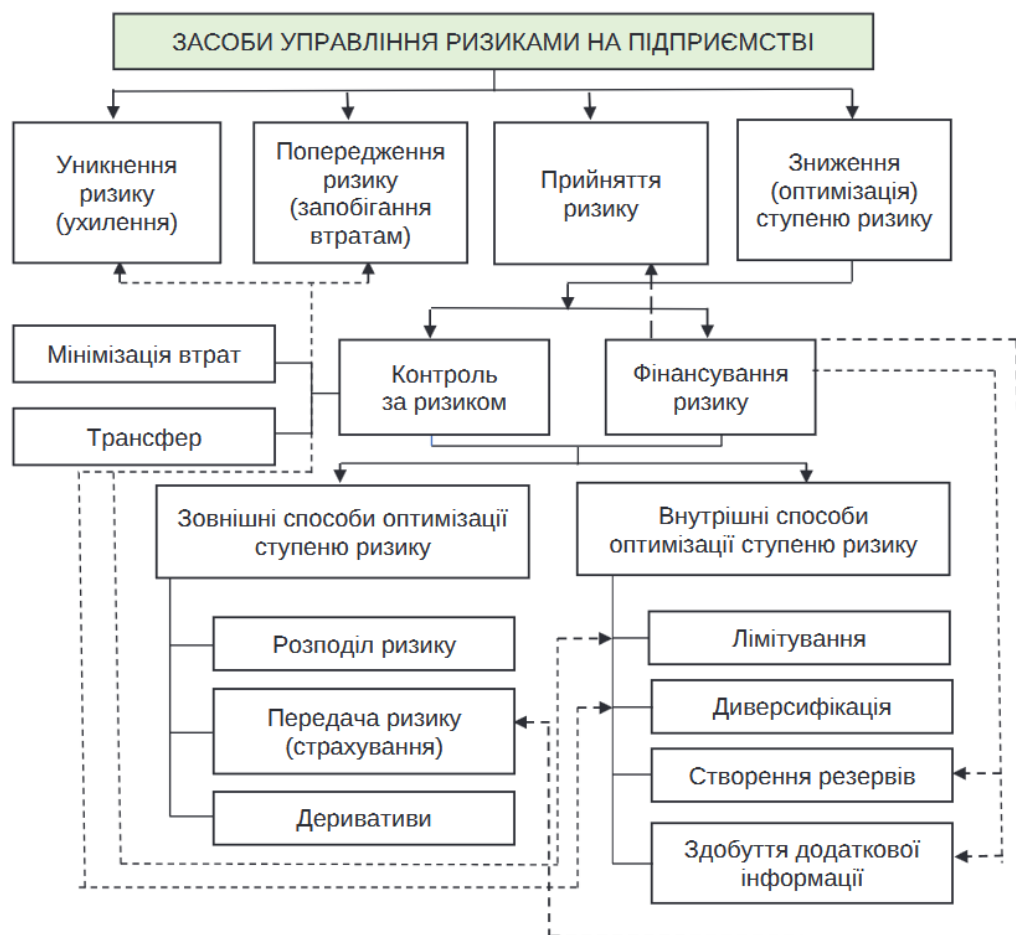 ЗАСОБИ УПРАВЛІННЯ РИЗИКАМИ НА ПІДПРИЄМСТВІ
Уникнення
ризику
(ухилення)
Попередження
ризику
(запобігання
втратам)
Прийняття
ризику
Зниження
(оптимізація)
ступеню ризику
Мінімізація втрат
Трансфер
Контроль
за ризиком
Фінансування
ризику
Зовнішні способи оптимізації
ступеню ризику
Внутрішні способи
оптимізації ступеню ризику
Розподіл ризику
Передача ризику
(страхування)
Деривативи
Лімітування
Диверсифікація
Створення резервів
Здобуття додаткової
інформації